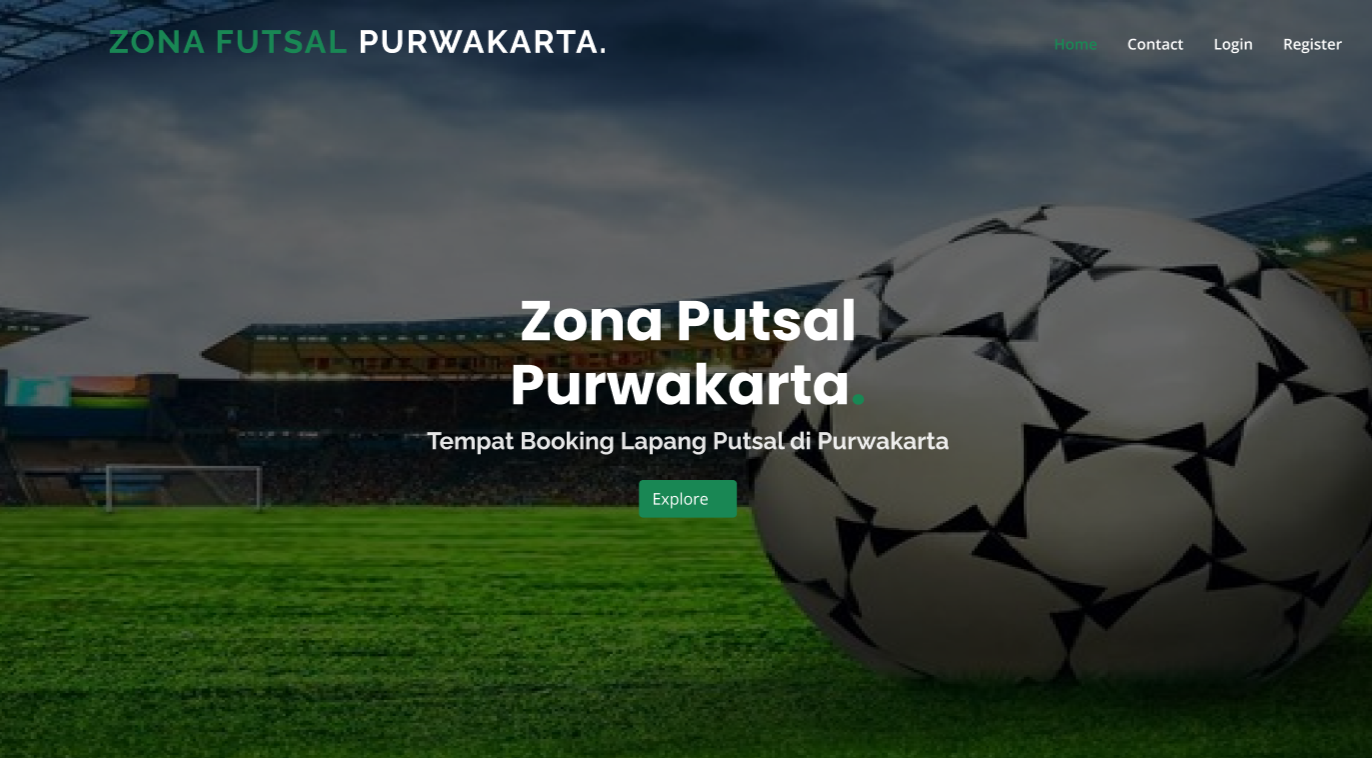 ZONA FUTSAL PURWAKARTA.
Home Contact Login Register
Zona Putsal
Purwakarta.
Tempat Booking Lapang Putsal di Purwakarta
Explore